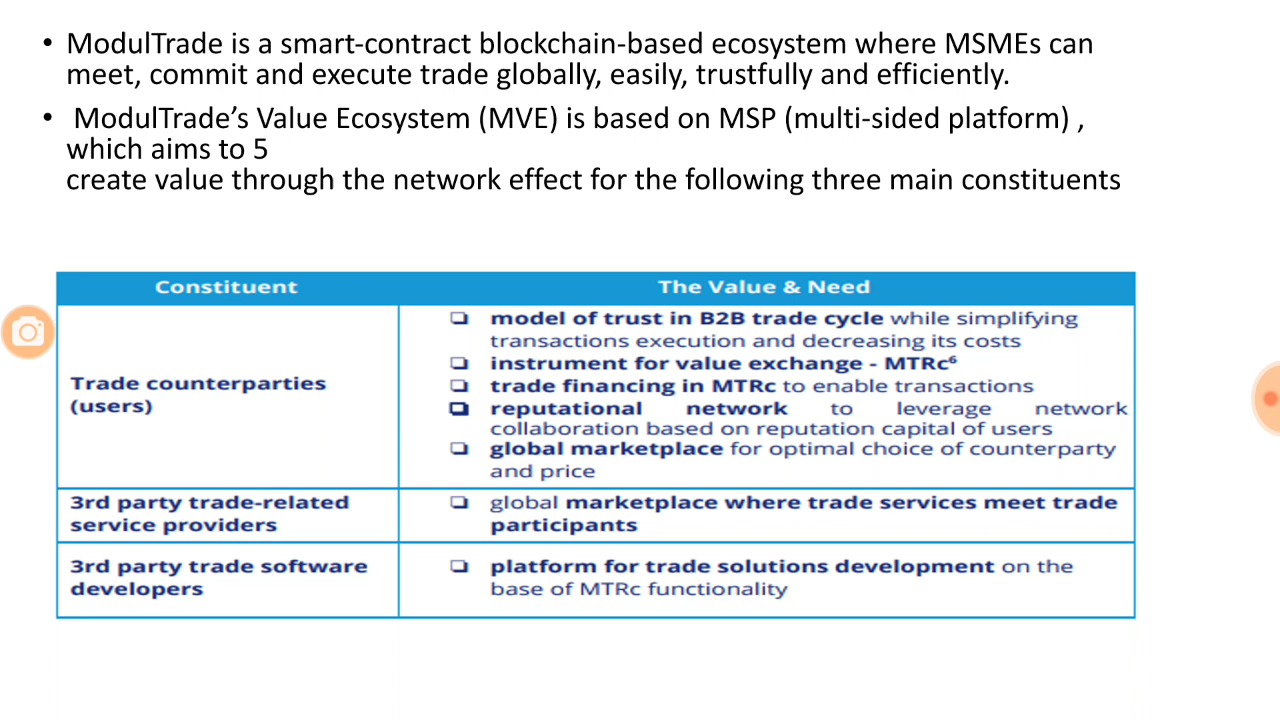 • ModulTrade is a smart-contract blockchain-based ecosystem where MSMEs can
meet, commit and execute trade globally, easily, trustfully and efficiently.
• ModulTrade’s Value Ecosystem (MVE) is based on MSP (multi-sided platform) ,
which aims to 5
create value through the network effect for the following three main constituents
Constituent
The Value & Need
Trade counterparties
(users)
❑ model of trust in B2B trade cycle while simplifying
transactions execution and decreasing its costs
❑ instrument for value exchange - MTRc⁶
❑ trade financing in MTRc to enable transactions
❑ reputational network to leverage network
collaboration based on reputation capital of users
❑ global marketplace for optimal choice of counterparty
and price
3rd party trade-related
service providers
❑ global marketplace where trade services meet trade
participants
3rd party trade software
developers
❑ platform for trade solutions development on the
base of MTRc functionality